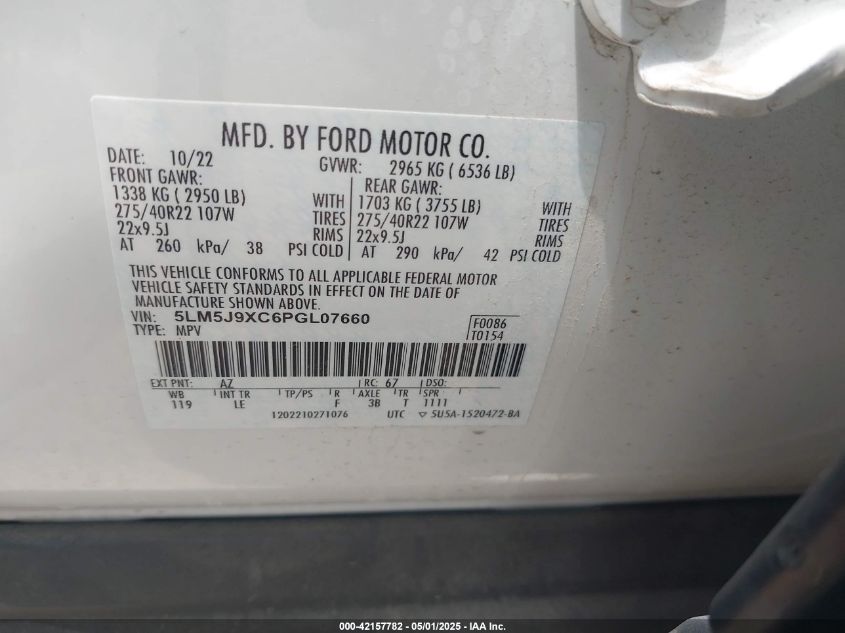 MFD. BY FORD MOTOR CO.
DATE: 10/22 GVWR: 2965 KG ( 6536 LB)
FRONT GAWR: REAR GAWR:
1338 KG ( 2950 LB) WITH 1703 KG ( 3755 LB) WITH
275/40R22 107W TIRES 275/40R22 107W TIRES
22x9.5J RIMS 22x9.5J RIMS
AT 260 kPa/ 38 PSI COLD AT 290 kPa/ 42 PSI COLD
THIS VEHICLE CONFORMS TO ALL APPLICABLE FEDERAL MOTOR
VEHICLE SAFETY STANDARDS IN EFFECT ON THE DATE OF
MANUFACTURE SHOWN ABOVE.
VIN: 5LM5J9XC6PGL07660 F0086
TYPE: MPV T0154
EXT PNT: AZ RC: 67 DSO:
WB INT TR TP/PS R AXLE TR SPR
119 LE F 3B T 1111
1202210271076 UTC ▽ 5U5A-1520472-BA
000-42157782 - 05/01/2025 - IAA Inc.